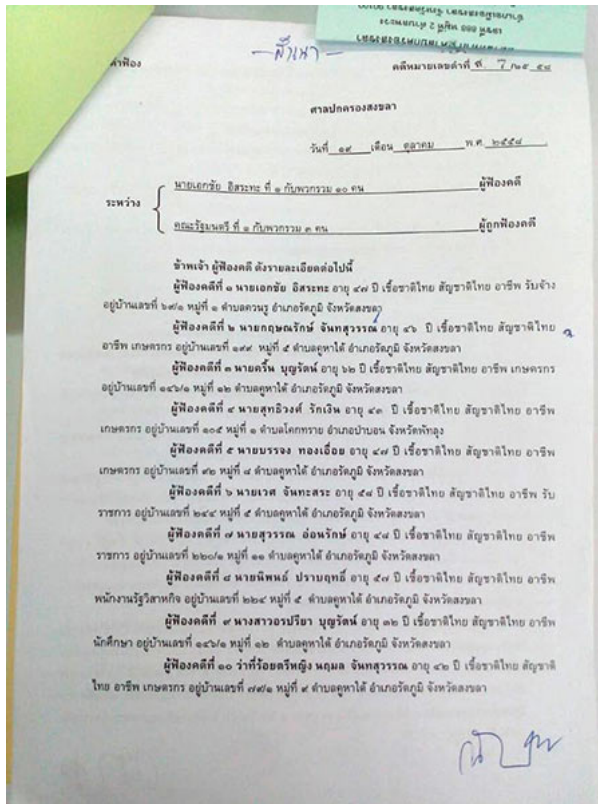 อำเภอเมืองสงขลา จังหวัดสงขลา
เลขที่ ๑๑๑ หมู่ที่ ๒ ตำบลพะวง
- สำเนา -
คำฟ้อง
คดีหมายเลขดำที่ ส. 7 /๒๕ ๕๘
ศาลปกครองสงขลา
วันที่ ๑๙ เดือน ตุลาคม พ.ศ. ๒๕๕๘
นายเอกชัย อิสระทะ ที่ ๑ กับพวกรวม ๑๐ คน ผู้ฟ้องคดี
ระหว่าง
คณะรัฐมนตรี ที่ ๑ กับพวกรวม ๓ คน ผู้ถูกฟ้องคดี
ข้าพเจ้า ผู้ฟ้องคดี ดังรายละเอียดต่อไปนี้
ผู้ฟ้องคดีที่ ๑ นายเอกชัย อิสระทะ อายุ ๔๗ ปี เชื้อชาติไทย สัญชาติไทย อาชีพ รับจ้าง
อยู่บ้านเลขที่ ๖๙/๑ หมู่ที่ ๑ ตำบลควนรู อำเภอรัตภูมิ จังหวัดสงขลา
ผู้ฟ้องคดีที่ ๒ นายกฤษณรักษ์ จันทสุวรรณ์ อายุ ๔๖ ปี เชื้อชาติไทย สัญชาติไทย
อาชีพ เกษตรกร อยู่บ้านเลขที่ ๑๙๙ หมู่ที่ ๕ ตำบลคูหาใต้ อำเภอรัตภูมิ จังหวัดสงขลา
ผู้ฟ้องคดีที่ ๓ นายครื้น บุญรัตน์ อายุ ๖๒ ปี เชื้อชาติไทย สัญชาติไทย อาชีพ เกษตรกร
อยู่บ้านเลขที่ ๑๔๖/๑ หมู่ที่ ๑๒ ตำบลคูหาใต้ อำเภอรัตภูมิ จังหวัดสงขลา
ผู้ฟ้องคดีที่ ๔ นายสุทธิวงศ์ รักเงิน อายุ ๔๓ ปี เชื้อชาติไทย สัญชาติไทย อาชีพ
เกษตรกร อยู่บ้านเลขที่ ๑๐๕ หมู่ที่ ๑ ตำบลโคกทราย อำเภอป่าบอน จังหวัดพัทลุง
ผู้ฟ้องคดีที่ ๕ นายบรรจง ทองเอื่อย อายุ ๔๗ ปี เชื้อชาติไทย สัญชาติไทย อาชีพ
เกษตรกร อยู่บ้านเลขที่ ๙๒ หมู่ที่ ๘ ตำบลคูหาใต้ อำเภอรัตภูมิ จังหวัดสงขลา
ผู้ฟ้องคดีที่ ๖ นายเวศ จันทะสระ อายุ ๕๘ ปี เชื้อชาติไทย สัญชาติไทย อาชีพ รับ
ราชการ อยู่บ้านเลขที่ ๒๔๔ หมู่ที่ ๕ ตำบลคูหาใต้ อำเภอรัตภูมิ จังหวัดสงขลา
ผู้ฟ้องคดีที่ ๗ นายสุวรรณ อ่อนรักษ์ อายุ ๔๘ ปี เชื้อชาติไทย สัญชาติไทย อาชีพ
ราชการ อยู่บ้านเลขที่ ๒๒๐/๑ หมู่ที่ ๑๑ ตำบลคูหาใต้ อำเภอรัตภูมิ จังหวัดสงขลา
ผู้ฟ้องคดีที่ ๘ นายนิพนธ์ ปราบฤทธิ์ อายุ ๕๗ ปี เชื้อชาติไทย สัญชาติไทย อาชีพ
พนักงานรัฐวิสาหกิจ อยู่บ้านเลขที่ ๒๒๔ หมู่ที่ ๕ ตำบลคูหาใต้ อำเภอรัตภูมิ จังหวัดสงขลา
ผู้ฟ้องคดีที่ ๙ นางสาวอรปรียา บุญรัตน์ อายุ ๓๒ ปี เชื้อชาติไทย สัญชาติไทย อาชีพ
นักศึกษา อยู่บ้านเลขที่ ๑๔๖/๑ หมู่ที่ ๑๒ ตำบลคูหาใต้ อำเภอรัตภูมิ จังหวัดสงขลา
ผู้ฟ้องคดีที่ ๑๐ ว่าที่ร้อยตรีหญิง นฤมล จันทสุวรรณ อายุ ๔๒ ปี เชื้อชาติไทย สัญชาติ
ไทย อาชีพ เกษตรกร อยู่บ้านเลขที่ ๗๙/๑ หมู่ที่ ๙ ตำบลคูหาใต้ อำเภอรัตภูมิ จังหวัดสงขลา